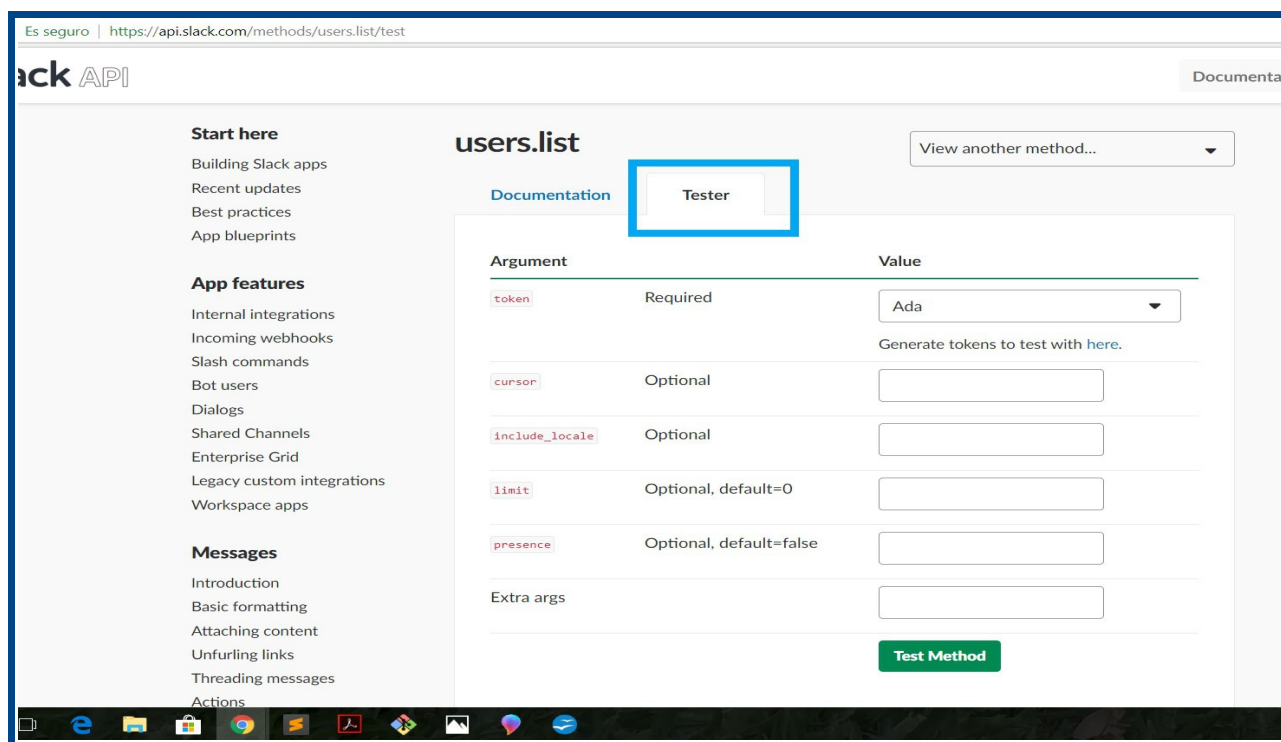 Es seguro | https://api.slack.com/methods/users.list/test
ack API
Documenta
Start here
Building Slack apps
Recent updates
Best practices
App blueprints
App features
Internal integrations
Incoming webhooks
Slash commands
Bot users
Dialogs
Shared Channels
Enterprise Grid
Legacy custom integrations
Workspace apps
Messages
Introduction
Basic formatting
Attaching content
Unfurling links
Threading messages
Actions
users.list
View another method...
Documentation Tester
Argument Value
token Required Ada
Generate tokens to test with here.
cursor Optional
include_locale Optional
limit Optional, default=0
presence Optional, default=false
Extra args
Test Method